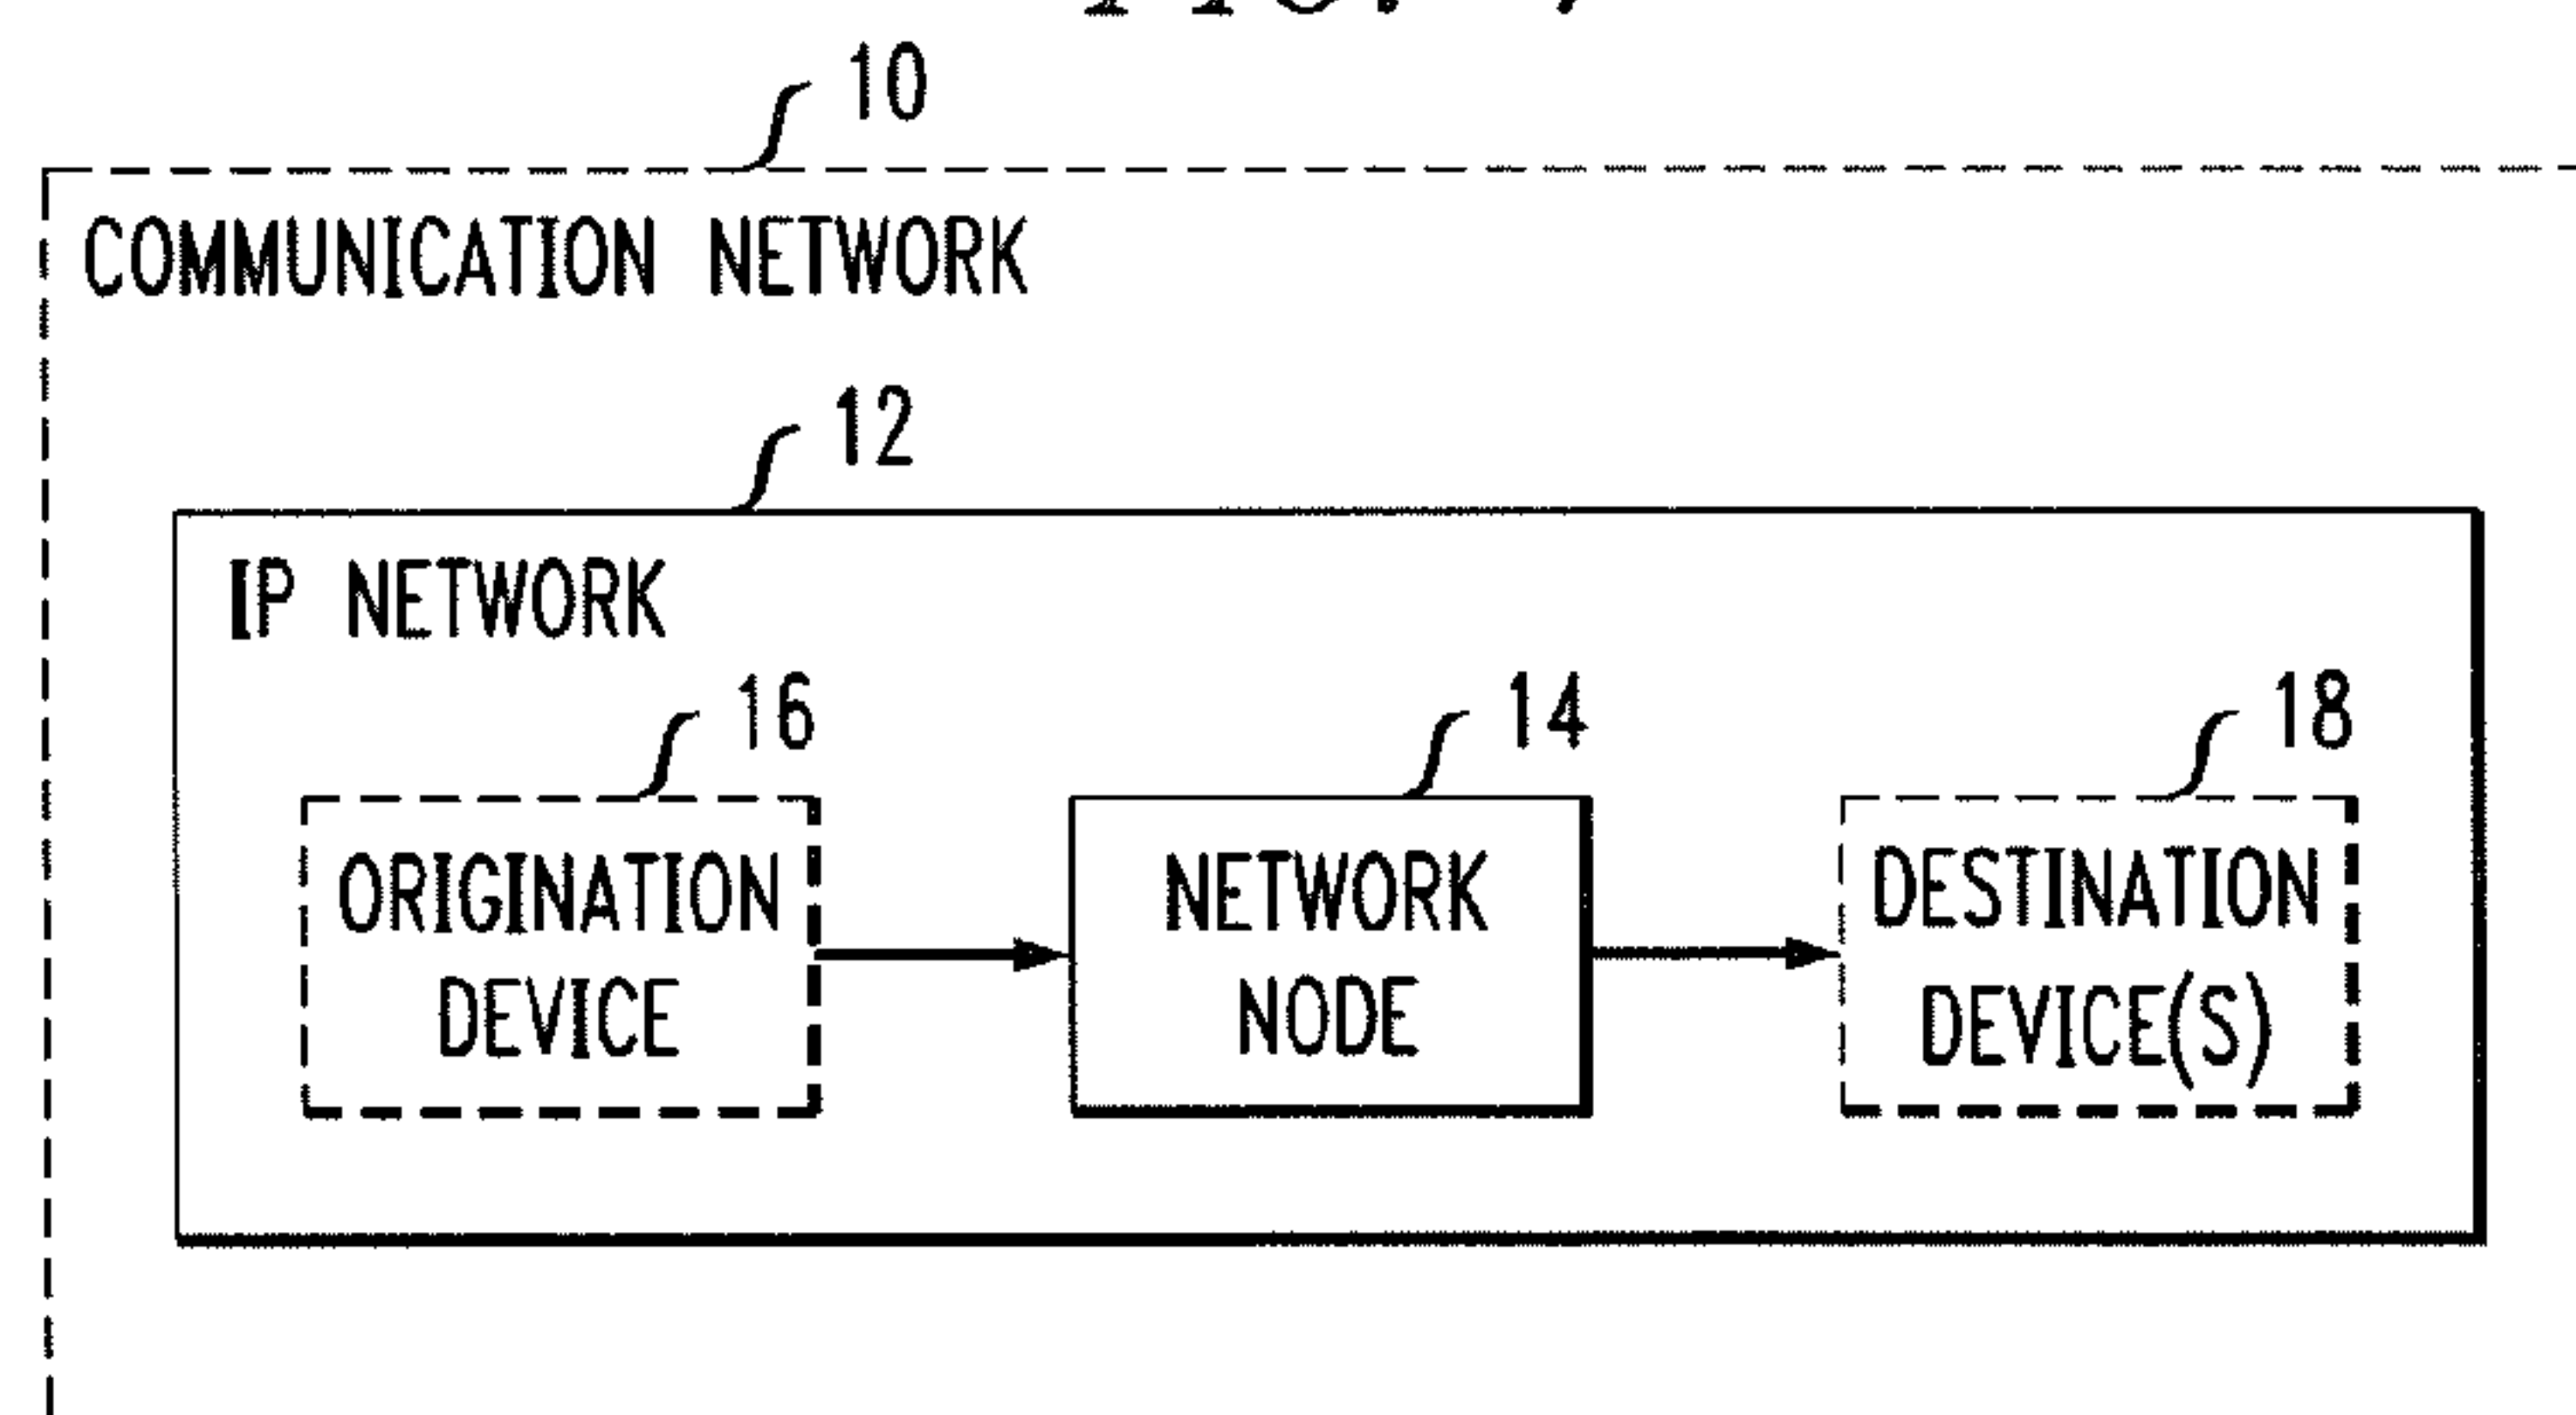 10
COMMUNICATION NETWORK
12
IP NETWORK
16
14
18
ORIGINATION
DEVICE
NETWORK
NODE
DESTINATION
DEVICE(S)